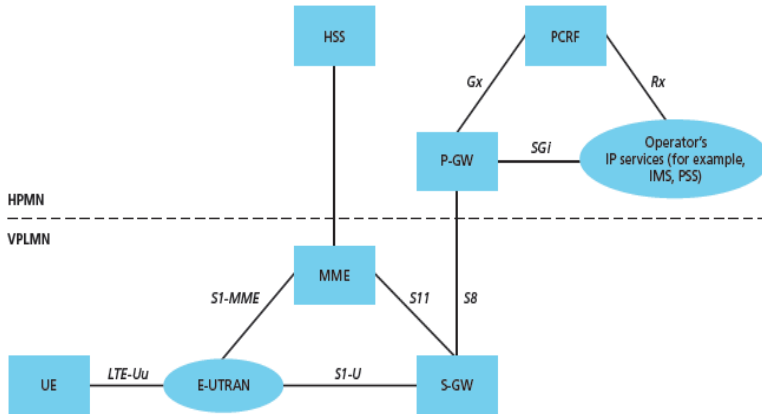 HSS
PCRF
Gx
Rx
P-GW
SGi
Operator's
IP services (for example,
IMS, PSS)
HPMN
VPLMN
MME
S1-MME
S11
S8
UE
LTE-Uu
E-UTRAN
S1-U
S-GW